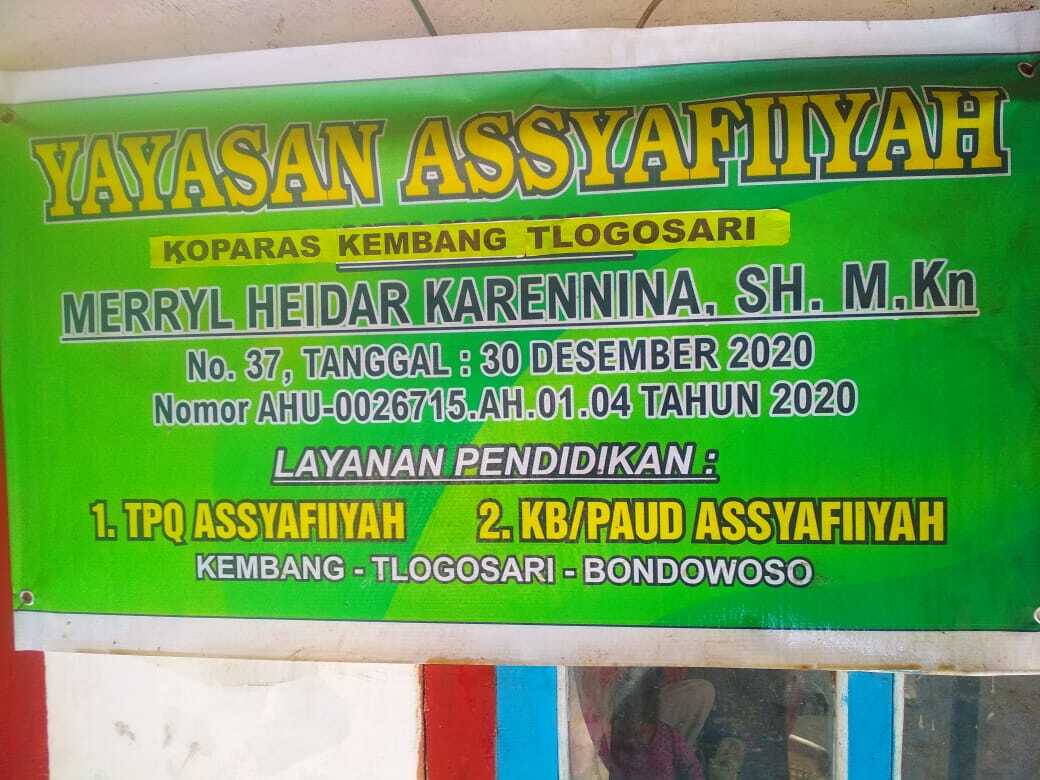 YAYASAN ASSYAFIIYAH
KOPARAS KEMBANG TLOGOSARI
MERRYL HEIDAR KARENNINA, SH. M.Kn
No. 37, TANGGAL : 30 DESEMBER 2020
Nomor AHU-0026715.AH.01.04 TAHUN 2020
LAYANAN PENDIDIKAN :
1. TPQ ASSYAFIIYAH 2. KB/PAUD ASSYAFIIYAH
KEMBANG - TLOGOSARI - BONDOWOSO